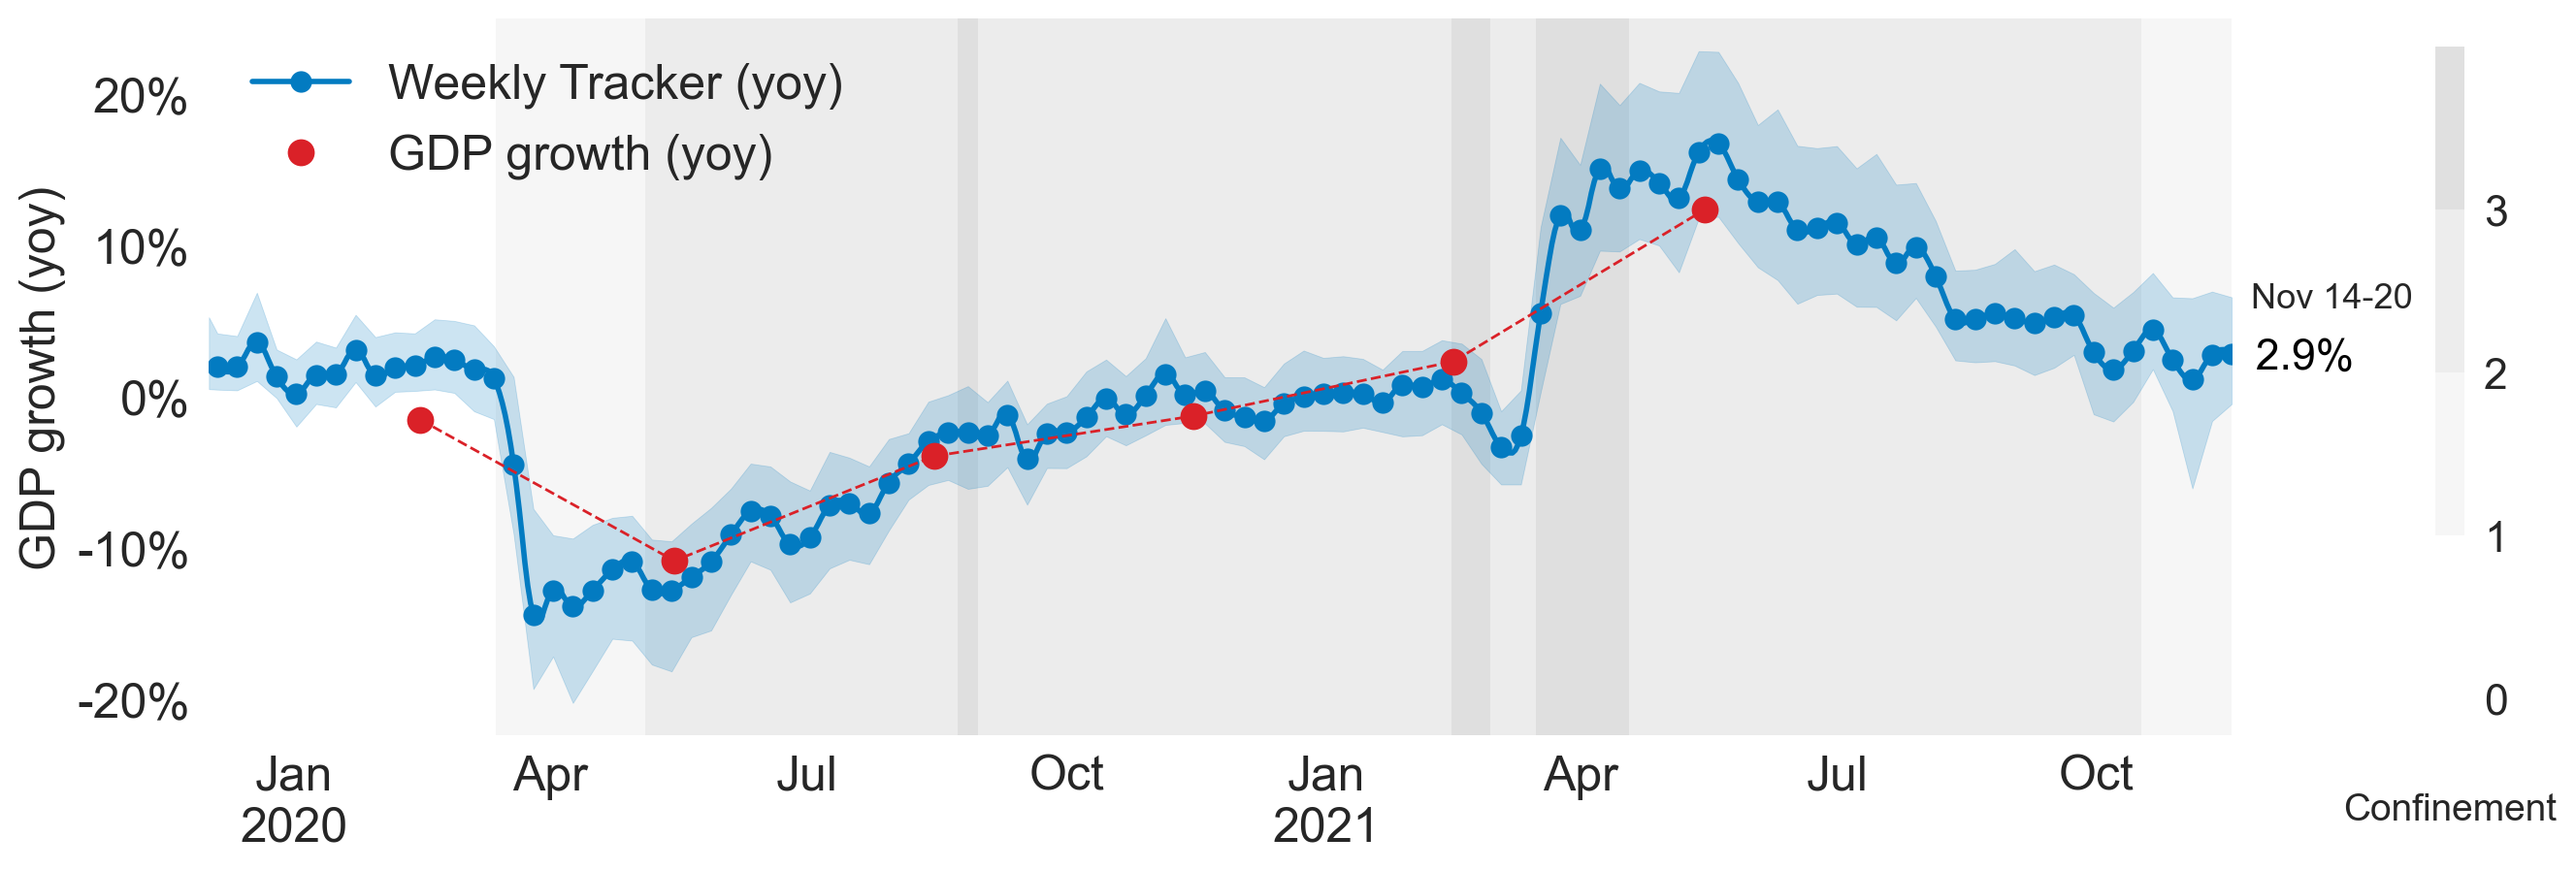 Weekly Tracker (yoy)
GDP growth (yoy)
GDP growth (yoy)
20%
10%
0%
-10%
-20%
Jan
2020
Apr
Jul
Oct
Jan
2021
Apr
Jul
Oct
Nov 14-20
2.9%
3
2
1
0
Confinement